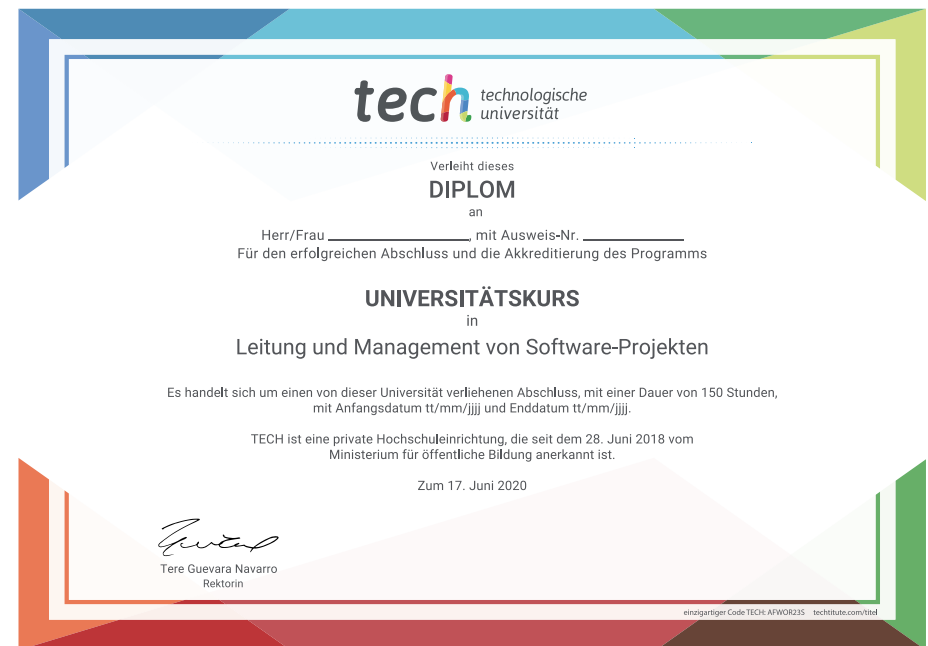 tech technologische
universität
Verleiht dieses
DIPLOM
an
Herr/Frau ____________, mit Ausweis-Nr. ____________
Für den erfolgreichen Abschluss und die Akkreditierung des Programms
UNIVERSITÄTSKURS
in
Leitung und Management von Software-Projekten
Es handelt sich um einen von dieser Universität verliehenen Abschluss, mit einer Dauer von 150 Stunden,
mit Anfangsdatum tt/mm/jjjj und Enddatum tt/mm/jjjj.
TECH ist eine private Hochschuleinrichtung, die seit dem 28. Juni 2018 vom
Ministerium für öffentliche Bildung anerkannt ist.
Zum 17. Juni 2020
Tere Guevara Navarro
Rektorin
einzigartiger Code TECH: AFWOR23S techtitute.com/titel